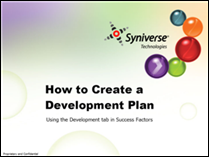 Syniverse®
Technologies
How to Create a
Development Plan
Using the Development tab in Success Factors
Proprietary and Confidential